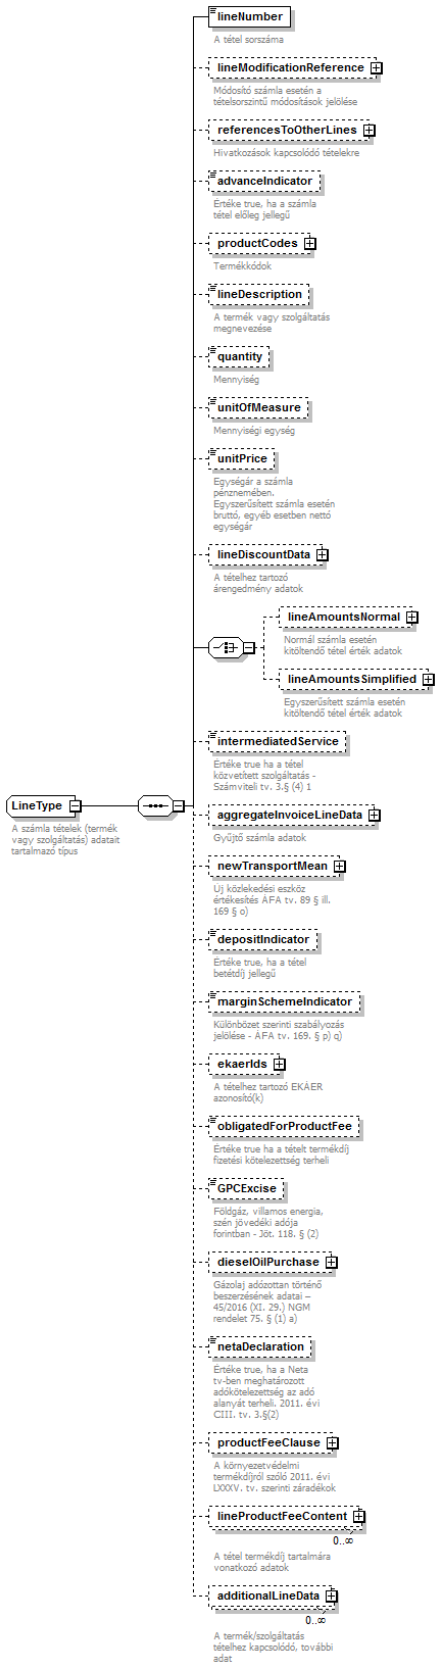 lineNumber
A tétel sorszáma
lineModificationReference
Módosító számla esetén a
tételsorszintű módosítások jelölése
referencesToOtherLines
Hivatkozások kapcsolódó tételekre
advanceIndicator
Értéke true, ha a számla
tétel előleg jellegű
productCodes
Termékkódok
lineDescription
A termék vagy szolgáltatás
megnevezése
quantity
Mennyiség
unitOfMeasure
Mennyiségi egység
unitPrice
Egységár a számla
pénznemében.
Egyszerűsített számla esetén
bruttó, egyéb esetben nettó
egységár
lineDiscountData
A tételhez tartozó
árengedmény adatok
lineAmountsNormal
Normál számla esetén
kitöltendő tétel érték adatok
lineAmountsSimplified
Egyszerűsített számla esetén
kitöltendő tétel érték adatok
intermediatedService
Értéke true ha a tétel
közvetített szolgáltatás -
Számviteli tv. 3.§ (4) 1
LineType
A számla tételek (termék
vagy szolgáltatás) adatait
tartalmazó típus
aggregateInvoiceLineData
Gyűjtő számla adatok
newTransportMean
Új közlekedési eszköz
értékesítés ÁFA tv. 89 § ill.
169 § o)
depositIndicator
Értéke true, ha a tétel
betétdíj jellegű
marginSchemeIndicator
Különbözet szerinti szabályozás
jelölése - ÁFA tv. 169. § p) q)
ekaerIds
A tételhez tartozó EKÁER
azonosító(k)
obligatedForProductFee
Értéke true ha a tételt termékdíj
fizetési kötelezettség terheli
GPCExcise
Földgáz, villamos energia,
szén jövedéki adója
forintban - Jöt. 118. § (2)
dieselOilPurchase
Gázolaj adózottan történő
beszerzésének adatai –
45/2016 (XI. 29.) NGM
rendelet 75. § (1) a)
netaDeclaration
Értéke true, ha a Neta
tv-ben meghatározott
adókötelezettség az adó
alanyát terheli. 2011. évi
CIII. tv. 3.§(2)
productFeeClause
A környezetvédelmi
termékdíjról szóló 2011. évi
LXXXV. tv. szerinti záradékok
lineProductFeeContent
0..∞
A tétel termékdíj tartalmára
vonatkozó adatok
additionalLineData
0..∞
A termék/szolgáltatás
tételhez kapcsolódó, további
adat